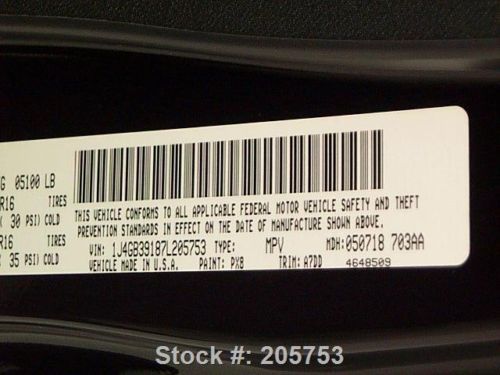 G 05100 LB
R16 TIRES
( 30 PSI) COLD
R16 TIRES
( 35 PSI) COLD
THIS VEHICLE CONFORMS TO ALL APPLICABLE FEDERAL MOTOR VEHICLE SAFETY AND THEFT
PREVENTION STANDARDS IN EFFECT ON THE DATE OF MANUFACTURE SHOWN ABOVE.
VIN: 1J4GB39187L205753 TYPE: MPV MDH: 050718 703AA
VEHICLE MADE IN U.S.A. PAINT: PX8 TRIM: A7DD 4648509
Stock #: 205753